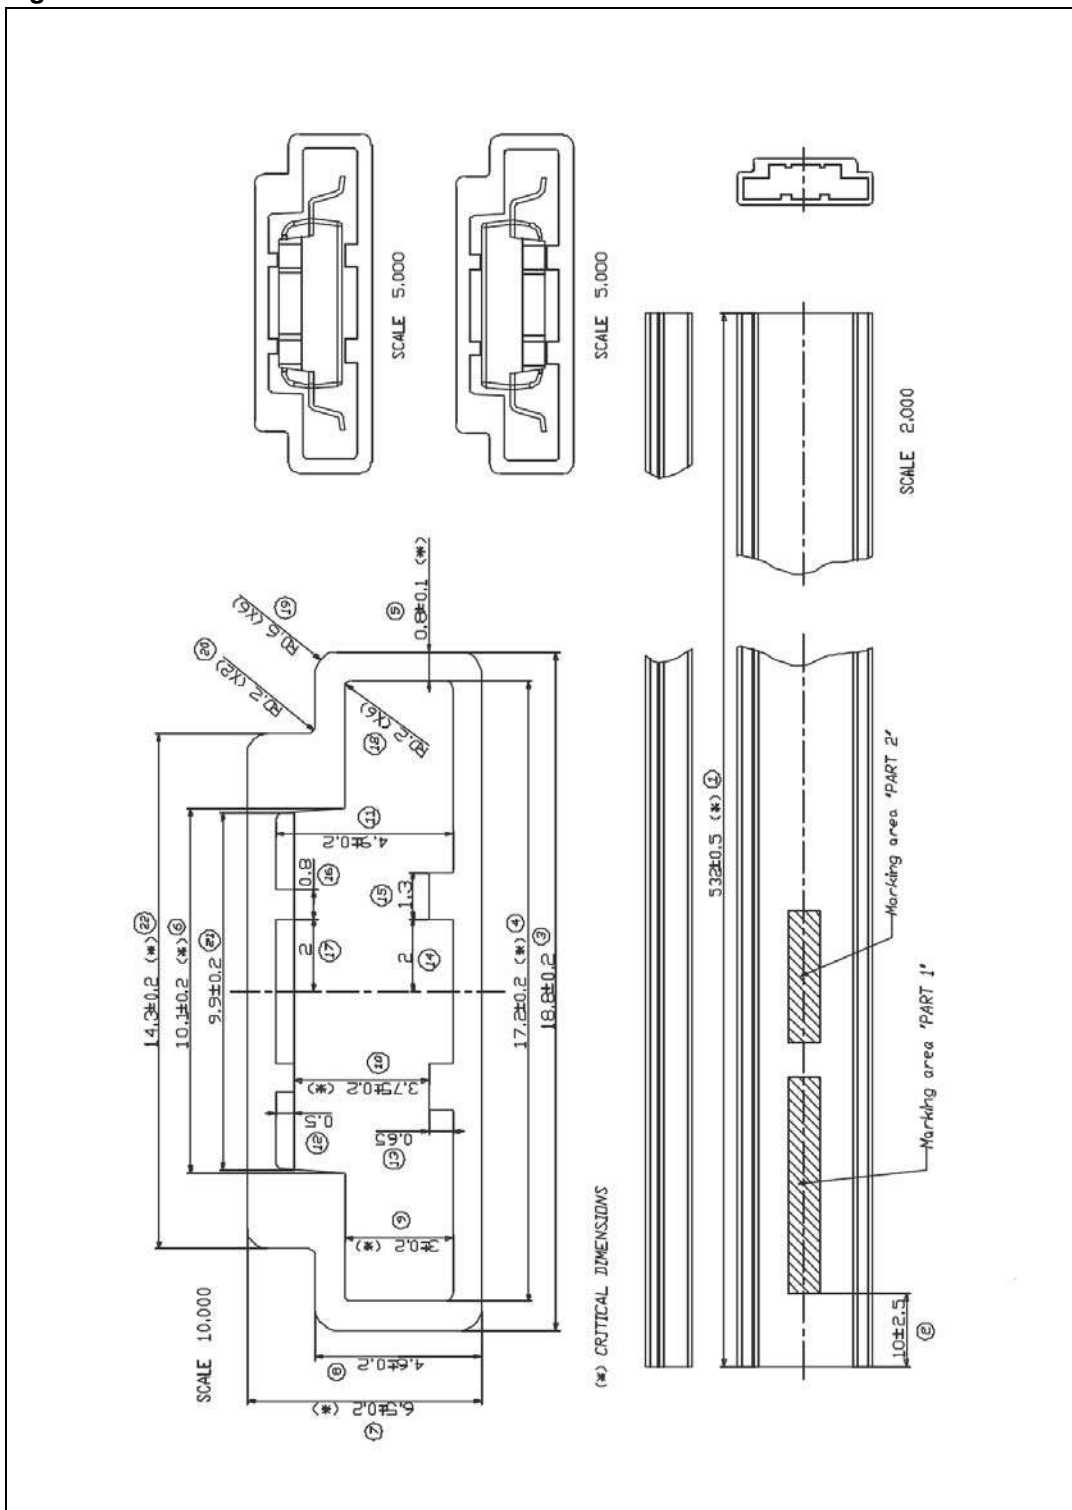 SCALE 5,000
SCALE 5,000
SCALE 2,000
SCALE 10,000
R0.2 (X2) 20
R0.6 (X6) 19
R0.2 (X6) 18
0.8±0.1 (*) 5
14.3±0.2 (*) 22
10.1±0.2 (*) 6
9.9±0.2 21
4.9±0.2 11
0.8 16
2 17
1.3 15
2 14
17.2±0.2 (*) 4
18.8±0.2 3
3.75±0.2 (*) 10
0.5 12
0.65 13
3±0.2 (*) 9
4.6±0.2 8
6.5±0.2 (*) 7
(*) CRITICAL DIMENSIONS
532±0.5 (*) 1
Marking area 'PART 2'
Marking area 'PART 1'
10±2.5 2